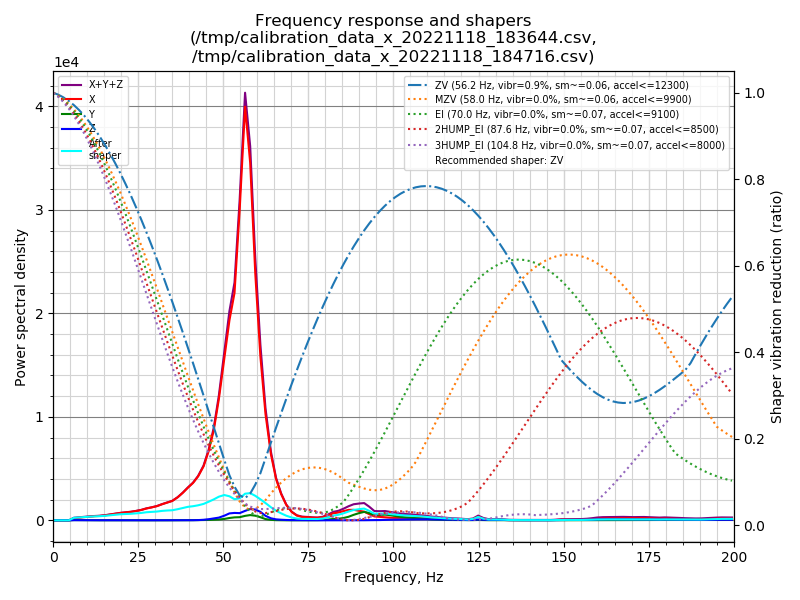 Frequency response and shapers
(/tmp/calibration_data_x_20221118_183644.csv,
/tmp/calibration_data_x_20221118_184716.csv)
1e4
X+Y+Z
X
Y
Z
After
shaper
ZV (56.2 Hz, vibr=0.9%, sm~=0.06, accel<=12300)
MZV (58.0 Hz, vibr=0.0%, sm~=0.06, accel<=9900)
EI (70.0 Hz, vibr=0.0%, sm~=0.07, accel<=9100)
2HUMP_EI (87.6 Hz, vibr=0.0%, sm~=0.07, accel<=8500)
3HUMP_EI (104.8 Hz, vibr=0.0%, sm~=0.07, accel<=8000)
Recommended shaper: ZV
Power spectral density
4
3
2
1
0
1.0
0.8
0.6
0.4
0.2
0.0
Shaper vibration reduction (ratio)
0 25 50 75 100 125 150 175 200
Frequency, Hz